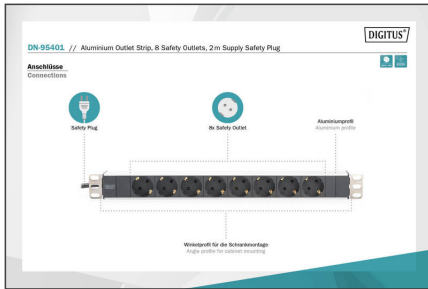 DIGITUS®
DN-95401 // Aluminium Outlet Strip, 8 Safety Outlets, 2 m Supply Safety Plug
Anschlüsse
Connections
Safety Plug
8x Safety Outlet
Aluminiumprofil
Aluminium profile
Winkelprofil für die Schrankmontage
Angle profile for cabinet mounting